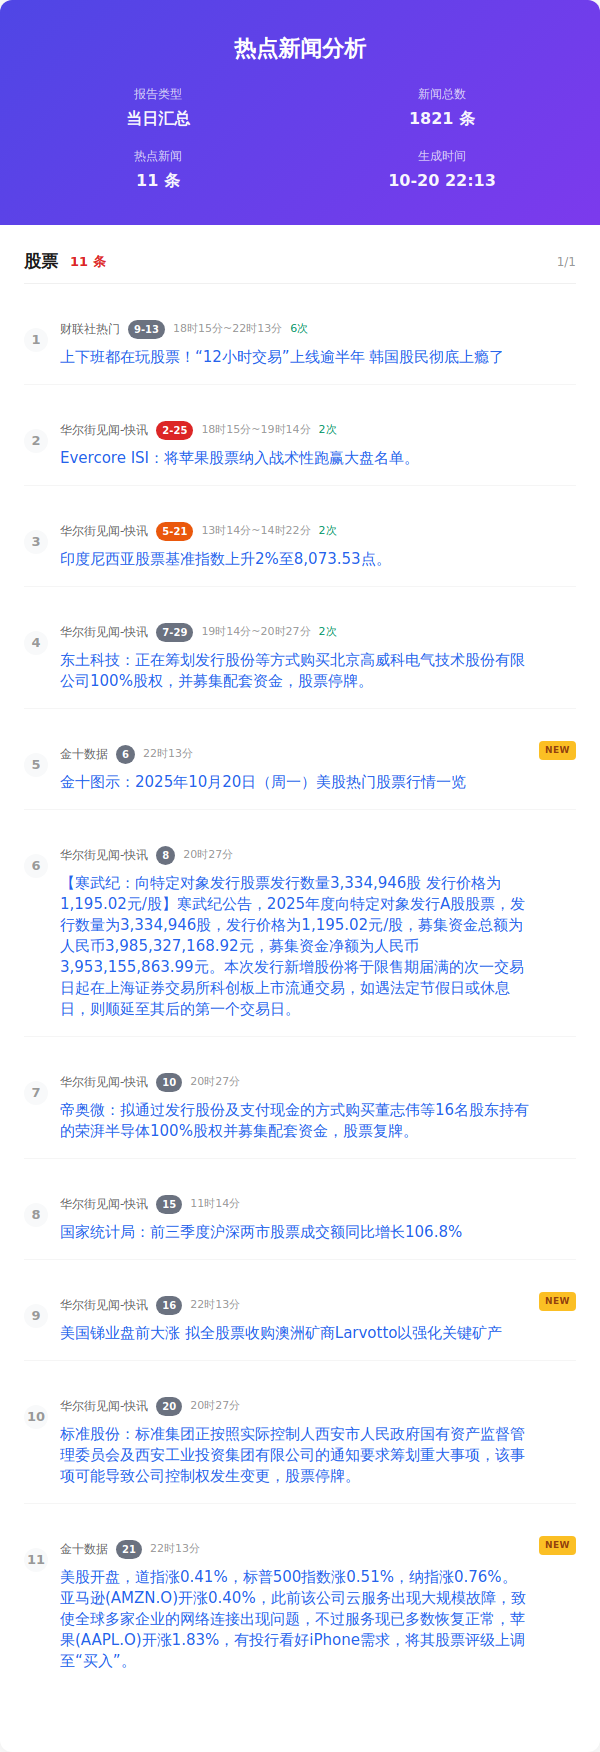 热点新闻分析
报告类型
当日汇总
新闻总数
1821 条
热点新闻
11 条
生成时间
10-20 22:13
股票 11 条 1/1
1
财联社热门 9-13 18时15分~22时13分 6次
上下班都在玩股票！“12小时交易”上线逾半年 韩国股民彻底上瘾了
2
华尔街见闻-快讯 2-25 18时15分~19时14分 2次
Evercore ISI：将苹果股票纳入战术性跑赢大盘名单。
3
华尔街见闻-快讯 5-21 13时14分~14时22分 2次
印度尼西亚股票基准指数上升2%至8,073.53点。
4
华尔街见闻-快讯 7-29 19时14分~20时27分 2次
东土科技：正在筹划发行股份等方式购买北京高威科电气技术股份有限
公司100%股权，并募集配套资金，股票停牌。
5
金十数据 6 22时13分 NEW
金十图示：2025年10月20日（周一）美股热门股票行情一览
6
华尔街见闻-快讯 8 20时27分
【寒武纪：向特定对象发行股票发行数量3,334,946股 发行价格为
1,195.02元/股】寒武纪公告，2025年度向特定对象发行A股股票，发
行数量为3,334,946股，发行价格为1,195.02元/股，募集资金总额为
人民币3,985,327,168.92元，募集资金净额为人民币
3,953,155,863.99元。本次发行新增股份将于限售期届满的次一交易
日起在上海证券交易所科创板上市流通交易，如遇法定节假日或休息
日，则顺延至其后的第一个交易日。
7
华尔街见闻-快讯 10 20时27分
帝奥微：拟通过发行股份及支付现金的方式购买董志伟等16名股东持有
的荣湃半导体100%股权并募集配套资金，股票复牌。
8
华尔街见闻-快讯 15 11时14分
国家统计局：前三季度沪深两市股票成交额同比增长106.8%
9
华尔街见闻-快讯 16 22时13分 NEW
美国锑业盘前大涨 拟全股票收购澳洲矿商Larvotto以强化关键矿产
10
华尔街见闻-快讯 20 20时27分
标准股份：标准集团正按照实际控制人西安市人民政府国有资产监督管
理委员会及西安工业投资集团有限公司的通知要求筹划重大事项，该事
项可能导致公司控制权发生变更，股票停牌。
11
金十数据 21 22时13分 NEW
美股开盘，道指涨0.41%，标普500指数涨0.51%，纳指涨0.76%。
亚马逊(AMZN.O)开涨0.40%，此前该公司云服务出现大规模故障，致
使全球多家企业的网络连接出现问题，不过服务现已多数恢复正常，苹
果(AAPL.O)开涨1.83%，有投行看好iPhone需求，将其股票评级上调
至“买入”。